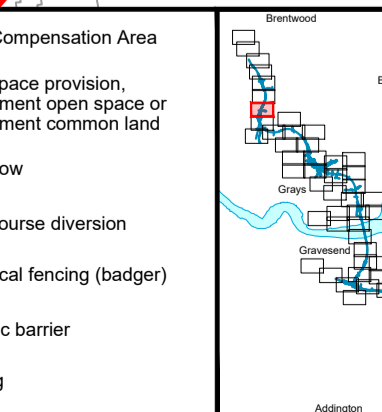 Compensation Area
pace provision,
ment open space or
ment common land
ow
ourse diversion
cal fencing (badger)
c barrier
g
Brentwood
Grays
Gravesend
Addington